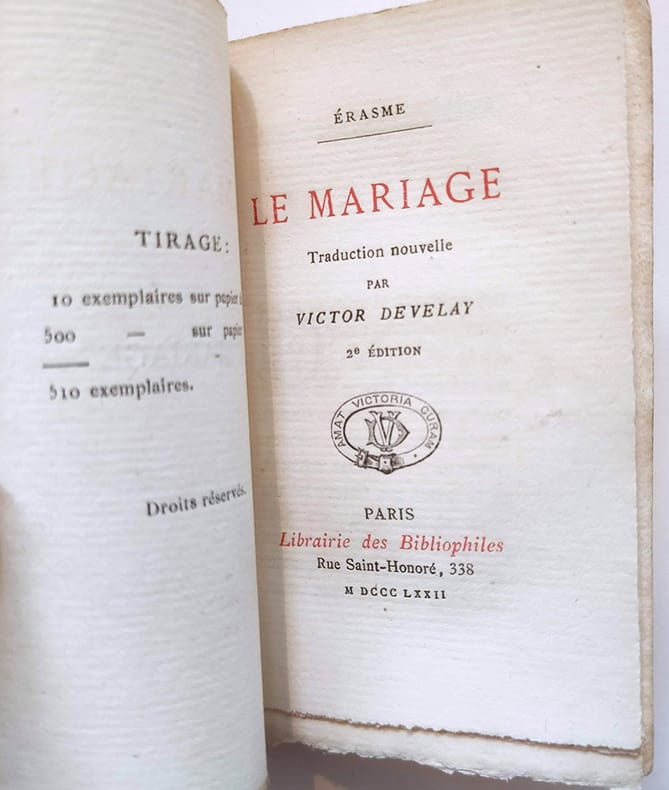 TIRAGE:
10 exemplaires sur papier
500 — sur papier
510 exemplaires.
Droits réservés.
ÉRASME
LE MARIAGE
Traduction nouvelle
PAR
VICTOR DEVELAY
2e ÉDITION
AMAT VICTORIA CURAM
PARIS
Librairie des Bibliophiles
Rue Saint-Honoré, 338
M DCCC LXXII